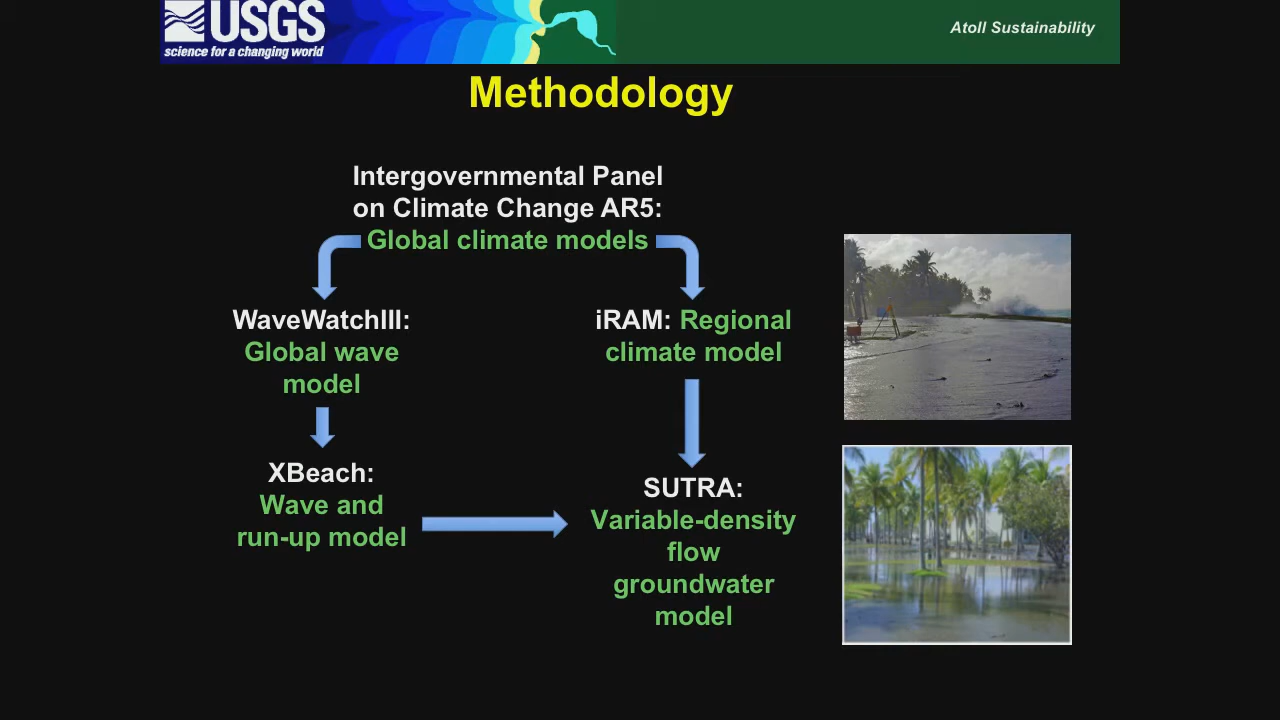 USGS
science for a changing world
Atoll Sustainability
Methodology
Intergovernmental Panel
on Climate Change AR5:
Global climate models
WaveWatchIII:
Global wave
model
iRAM: Regional
climate model
XBeach:
Wave and
run-up model
SUTRA:
Variable-density
flow
groundwater
model